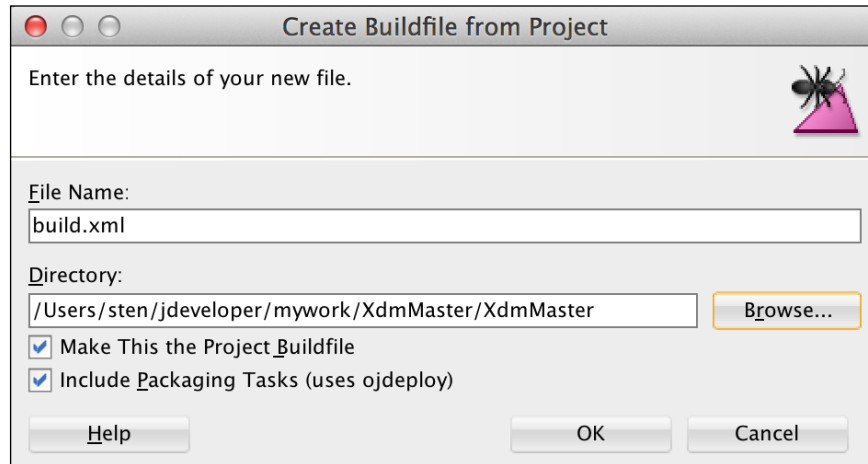 Create Buildfile from Project
Enter the details of your new file.
File Name:
build.xml
Directory:
/Users/sten/jdeveloper/mywork/XdmMaster/XdmMaster
Browse...
Make This the Project Buildfile
Include Packaging Tasks (uses ojdeploy)
Help
OK
Cancel